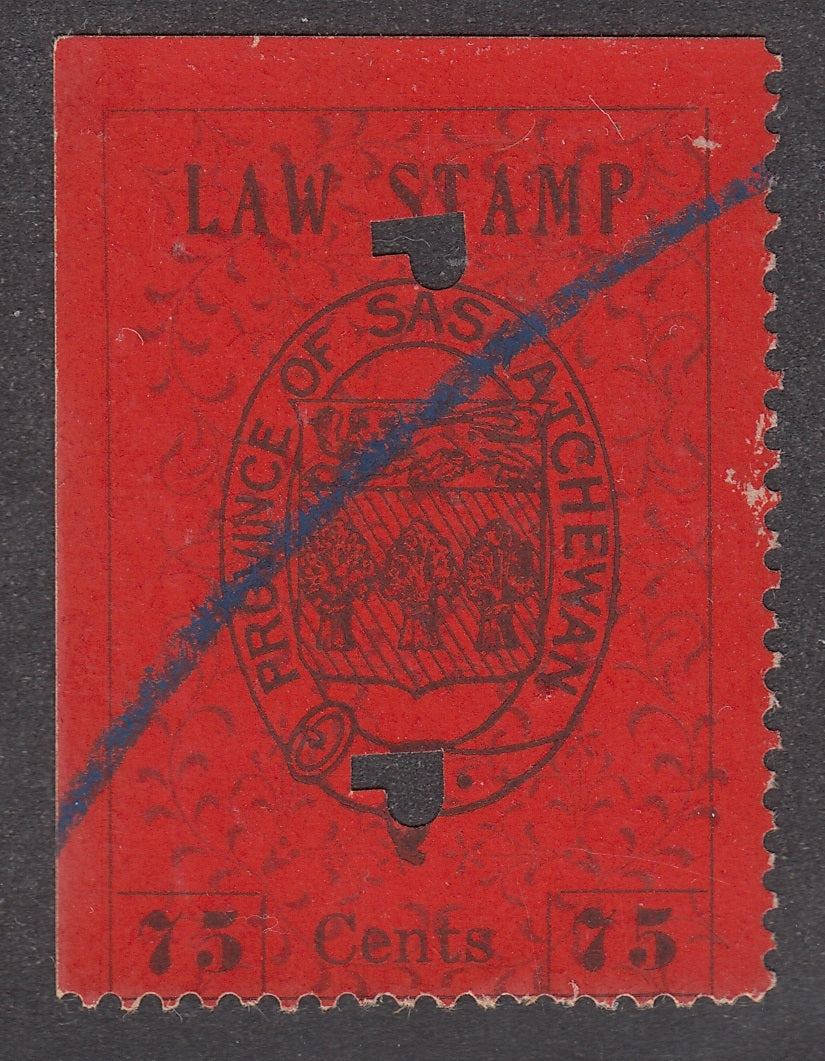 LAW STAMP
PROVINCE OF SASKATCHEWAN
75 Cents 75